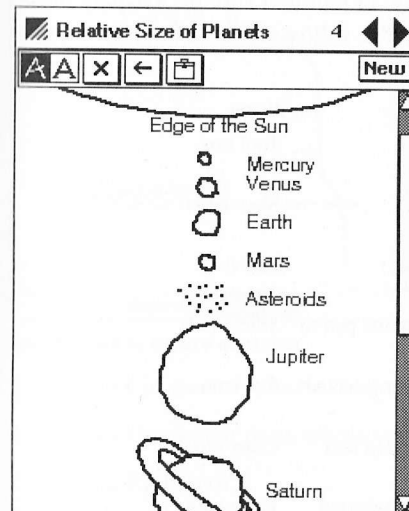 Relative Size of Planets 4
A A
New
Edge of the Sun
Mercury
Venus
Earth
Mars
Asteroids
Jupiter
Saturn